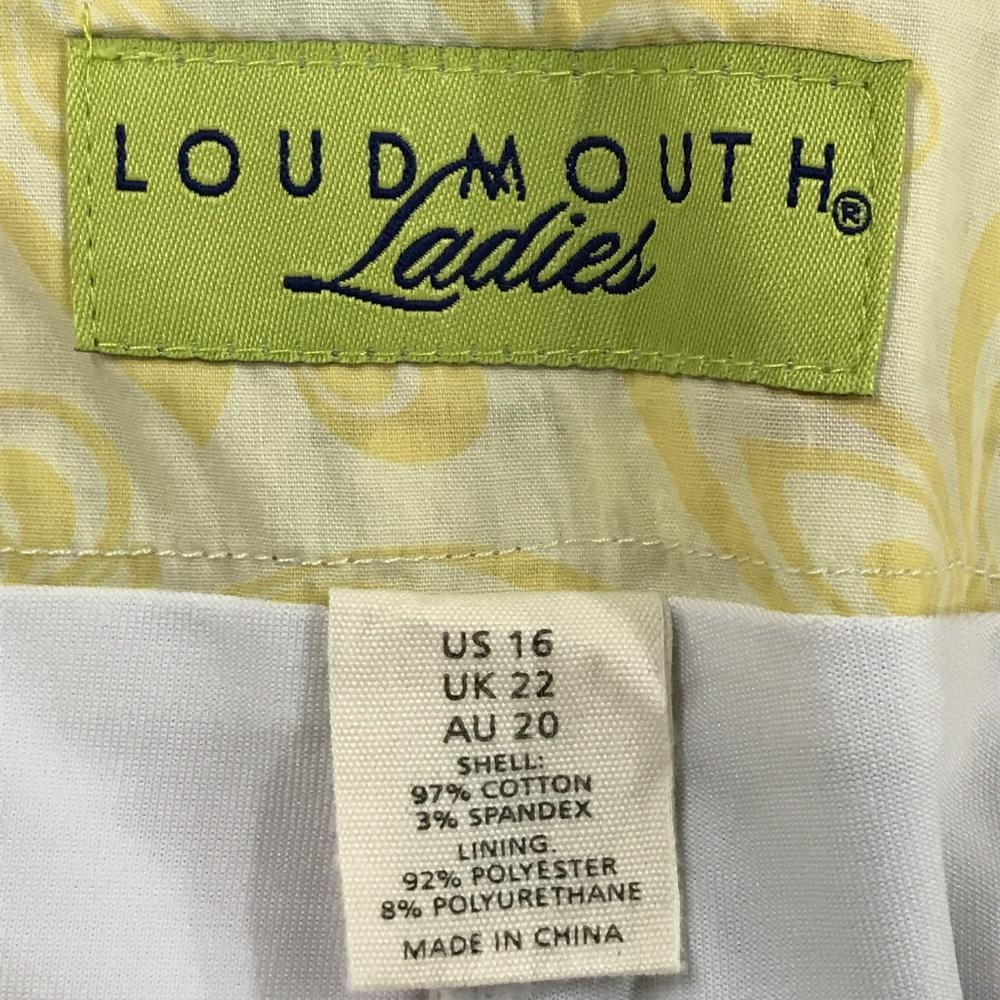 LOUDMOUTH®
Ladies
US 16
UK 22
AU 20
SHELL:
97% COTTON
3% SPANDEX
LINING.
92% POLYESTER
8% POLYURETHANE
MADE IN CHINA